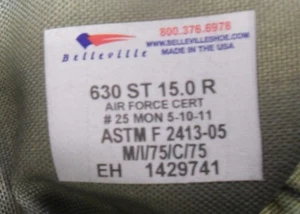 Belleville
800.376.6978
WWW.BELLEVILLESHOE.COM
MADE IN THE USA
630 ST 15.0 R
AIR FORCE CERT
# 25 MON 5-10-11
ASTM F 2413-05
M/I/75/C/75
EH 1429741